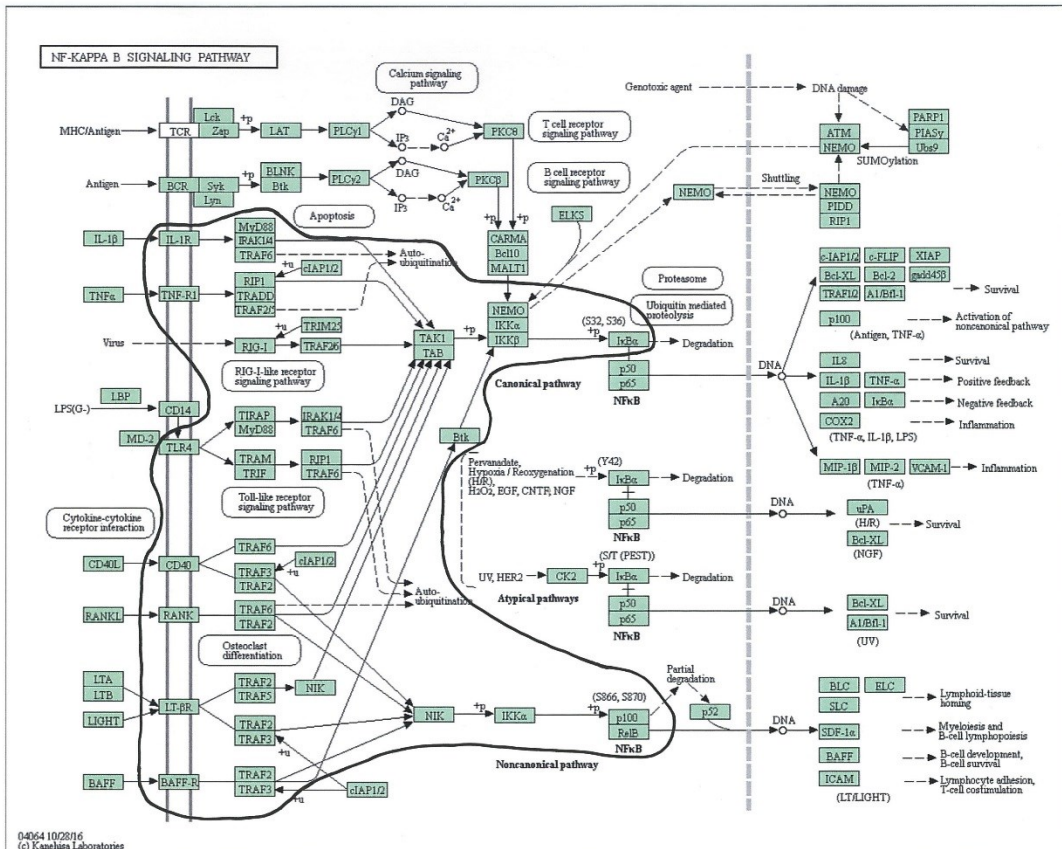 NF-KAPPA B SIGNALING PATHWAY
Calcium signaling
pathway
Genotoxic agent
DNA damage
MHC/Antigen
TCR
Lck
Zap
+p
LAT
PLCγ1
DAG
IP3
Ca2+
PKCθ
T cell receptor
signaling pathway
ATM
NEMO
PARP1
PIASy
Ubs9
SUMOylation
Antigen
BCR
Syk
Lyn
+p
BLNK
Btk
PLCγ2
DAG
IP3
Ca2+
PKCβ
B cell receptor
signaling pathway
NEMO
Shuttling
NEMO
PIDD
RIP1
Apoptosis
+p
+p
ELKS
CARMA
Bcl10
MALT1
IL-1β
IL-1R
MyD88
IRAK1/4
TRAF6
Auto-
ubiquitination
TNFα
TNF-R1
+u
cIAP1/2
RIP1
TRADD
TRAF2/5
Proteasome
Ubiquitin mediated
proteolysis
c-IAP1/2
c-FLIP
XIAP
Bcl-XL
Bcl-2
gadd45β
TRAF1/2
A1/Bfl-1
Survival
p100
Activation of
noncanonical pathway
(Antigen, TNF-α)
Virus
RIG-I
+u
TRIM25
TRAF2/6
RIG-I-like receptor
signaling pathway
TAK1
TAB
+p
NEMO
IKKα
IKKβ
(S32, S36)
+p
IκBα
Degradation
p50
p65
NFκB
Canonical pathway
DNA
IL8
Survival
IL-1β
TNF-α
Positive feedback
A20
IκBα
Negative feedback
COX2
Inflammation
(TNF-α, IL-1β, LPS)
MIP-1β
MIP-2
VCAM-1
Inflammation
(TNF-α)
LPS(G-)
LBP
CD14
MD-2
TLR4
TIRAP
MyD88
IRAK1/4
TRAF6
TRAM
TRIF
RIP1
TRAF6
Toll-like receptor
signaling pathway
Btk
Pervanadate,
Hypoxia / Reoxygenation
(H/R),
H2O2, EGF, CNTF, NGF
+p
(Y42)
IκBα
Degradation
p50
p65
NFκB
DNA
uPA
(H/R)
Bcl-XL
(NGF)
Survival
Cytokine-cytokine
receptor interaction
CD40L
CD40
TRAF6
TRAF3
TRAF2
+u
cIAP1/2
Auto-
ubiquitination
UV, HER2
CK2
+p
(S/T (PEST))
IκBα
Degradation
Atypical pathways
p50
p65
NFκB
DNA
Bcl-XL
A1/Bfl-1
(UV)
Survival
RANKL
RANK
TRAF6
TRAF2
Osteoclast
differentiation
LTA
LTB
LIGHT
LT-βR
TRAF2
TRAF5
NIK
TRAF2
TRAF3
+u
+p
NIK
+p
IKKα
+p
(S866, S870)
p100
RelB
NFκB
Partial
degradation
p52
Noncanonical pathway
DNA
BLC
ELC
SLC
Lymphoid-tissue
homing
SDF-1α
Myeloiesis and
B-cell lymphopoiesis
BAFF
B-cell development,
B-cell survival
ICAM
Lymphocyte adhesion,
T-cell costimulation
(LT/LIGHT)
BAFF
BAFF-R
TRAF2
TRAF3
+u
cIAP1/2
04064 10/28/16
(c) Kanehisa Laboratories